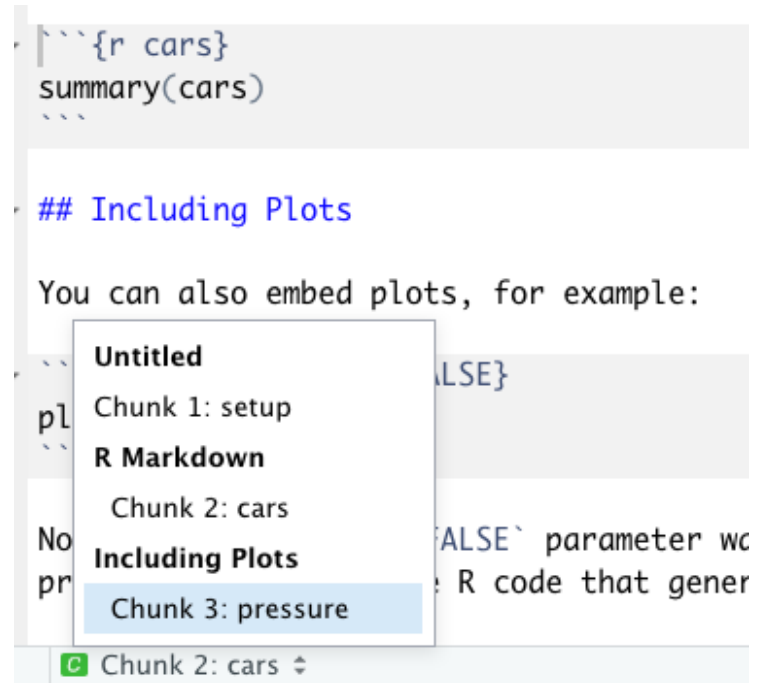 ```{r cars}
summary(cars)
```
## Including Plots
You can also embed plots, for example:
Untitled
Chunk 1: setup
R Markdown
Chunk 2: cars
Including Plots
Chunk 3: pressure
``` LSE}
pl
``
No FALSE` parameter wa
pr R code that gener
Chunk 2: cars